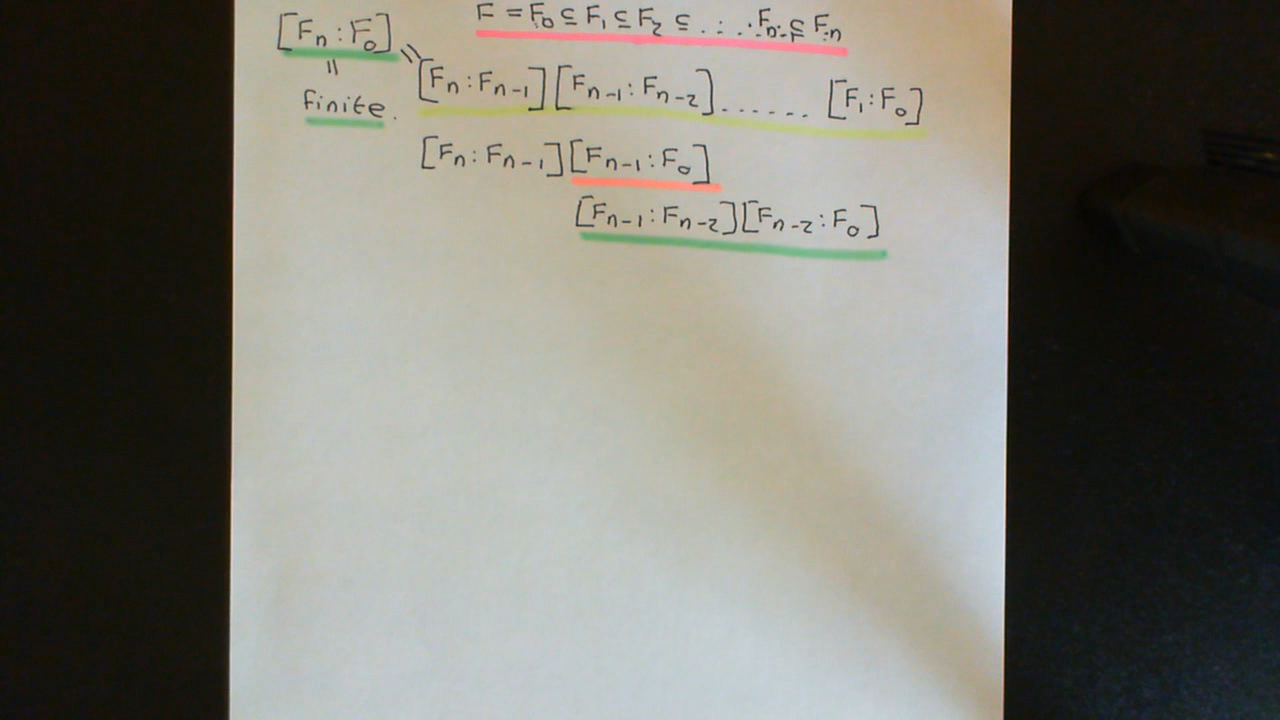 F = F₀ ⊆ F₁ ⊆ F₂ ⊆ ..... Fₙ₋₁ ⊆ Fₙ
[Fₙ : F₀]
=
[Fₙ : Fₙ₋₁][Fₙ₋₁ : Fₙ₋₂]......[F₁ : F₀]
=
finite.
[Fₙ : Fₙ₋₁][Fₙ₋₁ : F₀]
[Fₙ₋₁ : Fₙ₋₂][Fₙ₋₂ : F₀]